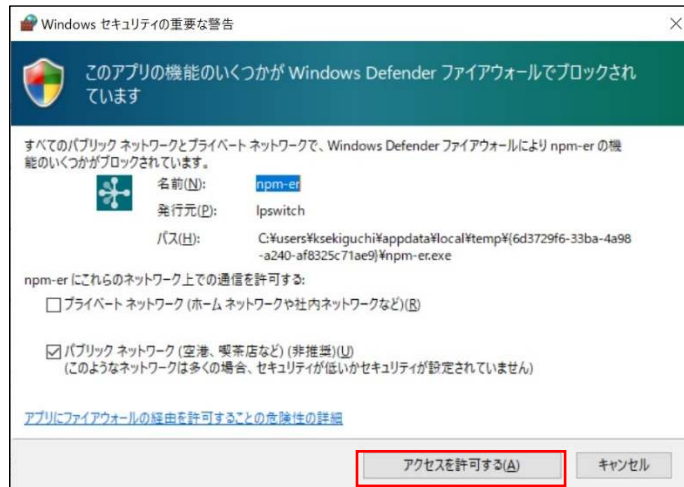 Windows セキュリティの重要な警告
このアプリの機能のいくつかが Windows Defender ファイアウォールでブロックされ
ています
すべてのパブリック ネットワークとプライベート ネットワークで、Windows Defender ファイアウォールにより npm-er の機
能のいくつかがブロックされています。
名前(N): npm-er
発行元(P): Ipswitch
パス(H): C:¥users¥ksekiguchi¥appdata¥local¥temp¥{6d3729f6-33ba-4a98
-a240-af8325c71ae9}¥npm-er.exe
npm-er にこれらのネットワーク上での通信を許可する:
プライベート ネットワーク (ホーム ネットワークや社内ネットワークなど)(R)
パブリック ネットワーク (空港、喫茶店など) (非推奨)(U)
(このようなネットワークは多くの場合、セキュリティが低いかセキュリティが設定されていません)
アプリにファイアウォールの経由を許可することの危険性の詳細
アクセスを許可する(A) キャンセル